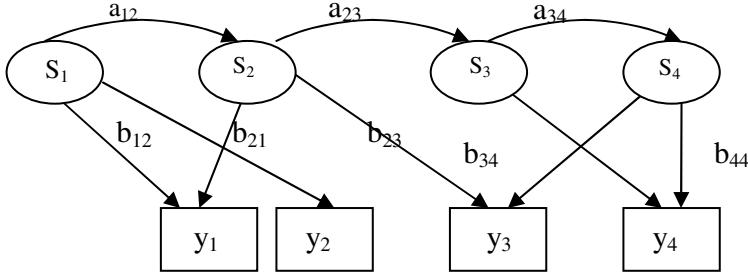 a₁₂ a₂₃ a₃₄
S₁ S₂ S₃ S₄
b₁₂ b₂₁ b₂₃ b₃₄ b₄₄
y₁ y₂ y₃ y₄